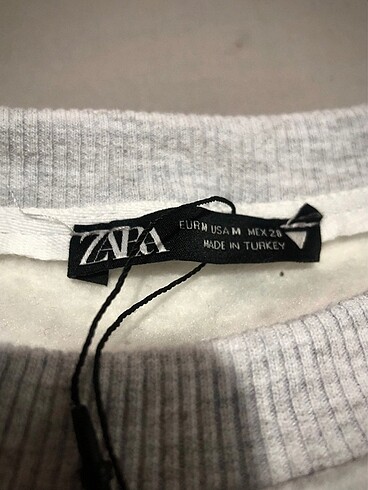 ZARA
EUR M USA M MEX 28
MADE IN TURKEY